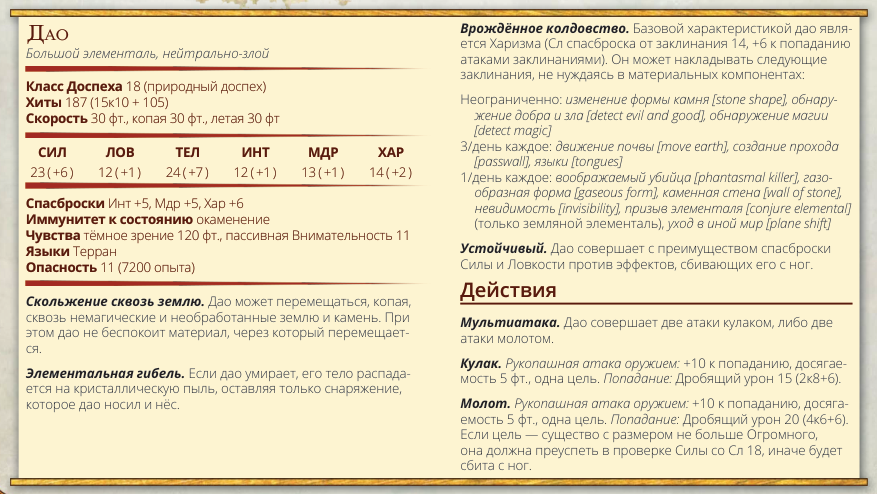 Дао
Большой элементаль, нейтрально-злой
Класс Доспеха 18 (природный доспех)
Хиты 187 (15к10 + 105)
Скорость 30 фт., копая 30 фт., летая 30 фт
СИЛ ЛОВ ТЕЛ ИНТ МДР ХАР
23 (+6) 12 (+1) 24 (+7) 12 (+1) 13 (+1) 14 (+2)
Спасброски Инт +5, Мдр +5, Хар +6
Иммунитет к состоянию окаменение
Чувства тёмное зрение 120 фт., пассивная Внимательность 11
Языки Терран
Опасность 11 (7200 опыта)
Скольжение сквозь землю. Дао может перемещаться, копая,
сквозь немагические и необработанные землю и камень. При
этом дао не беспокоит материал, через который перемещает-
ся.
Элементальная гибель. Если дао умирает, его тело распада-
ется на кристаллическую пыль, оставляя только снаряжение,
которое дао носил и нёс.
Врождённое колдовство. Базовой характеристикой дао явля-
ется Харизма (Сл спасброска от заклинания 14, +6 к попаданию
атаками заклинаниями). Он может накладывать следующие
заклинания, не нуждаясь в материальных компонентах:
Неограниченно: изменение формы камня [stone shape], обнару-
жение добра и зла [detect evil and good], обнаружение магии
[detect magic]
3/день каждое: движение почвы [move earth], создание прохода
[passwall], языки [tongues]
1/день каждое: воображаемый убийца [phantasmal killer], газо-
образная форма [gaseous form], каменная стена [wall of stone],
невидимость [invisibility], призыв элементаля [conjure elemental]
(только земляной элементаль), уход в иной мир [plane shift]
Устойчивый. Дао совершает с преимуществом спасброски
Силы и Ловкости против эффектов, сбивающих его с ног.
Действия
Мультиатака. Дао совершает две атаки кулаком, либо две
атаки молотом.
Кулак. Рукопашная атака оружием: +10 к попаданию, досягае-
мость 5 фт., одна цель. Попадание: Дробящий урон 15 (2к8+6).
Молот. Рукопашная атака оружием: +10 к попаданию, досяга-
емость 5 фт., одна цель. Попадание: Дробящий урон 20 (4к6+6).
Если цель — существо с размером не больше Огромного,
она должна преуспеть в проверке Силы со Сл 18, иначе будет
сбита с ног.